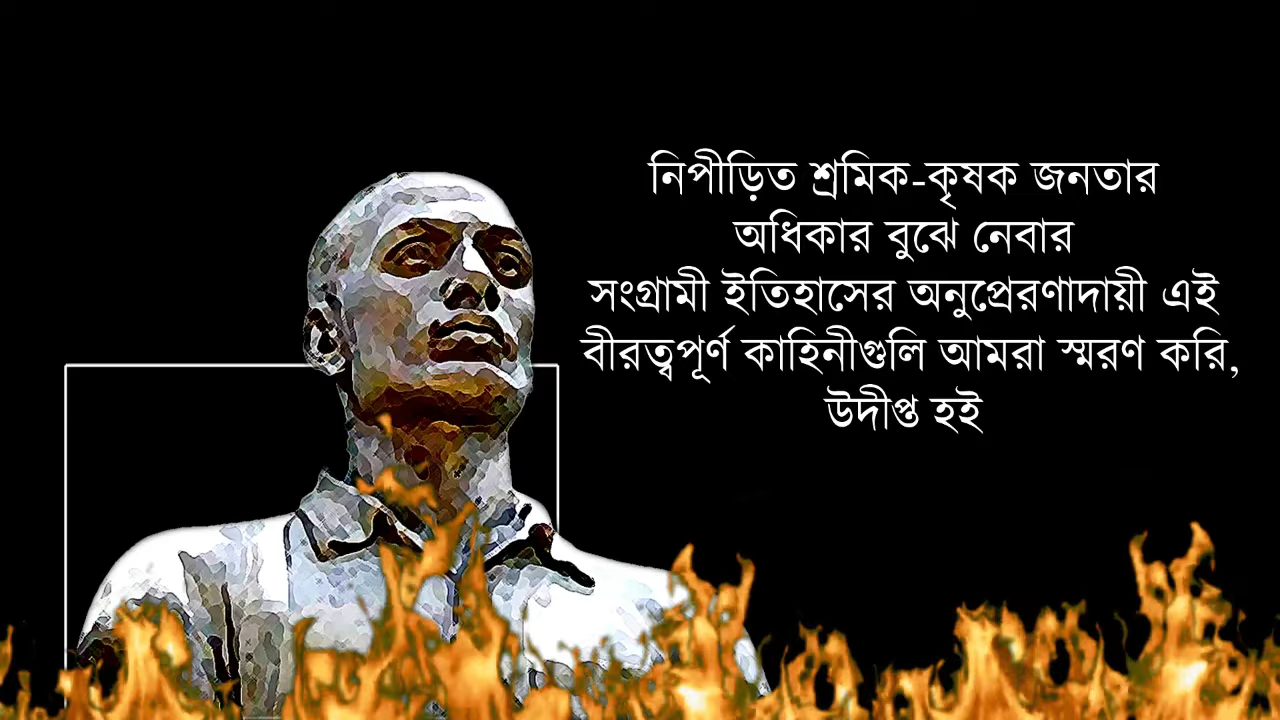 নিপীড়িত শ্রমিক-কৃষক জনতার
অধিকার বুঝে নেবার
সংগ্রামী ইতিহাসের অনুপ্রেরণাদায়ী এই
বীরত্বপূর্ণ কাহিনীগুলি আমরা স্মরণ করি,
উদীপ্ত হই